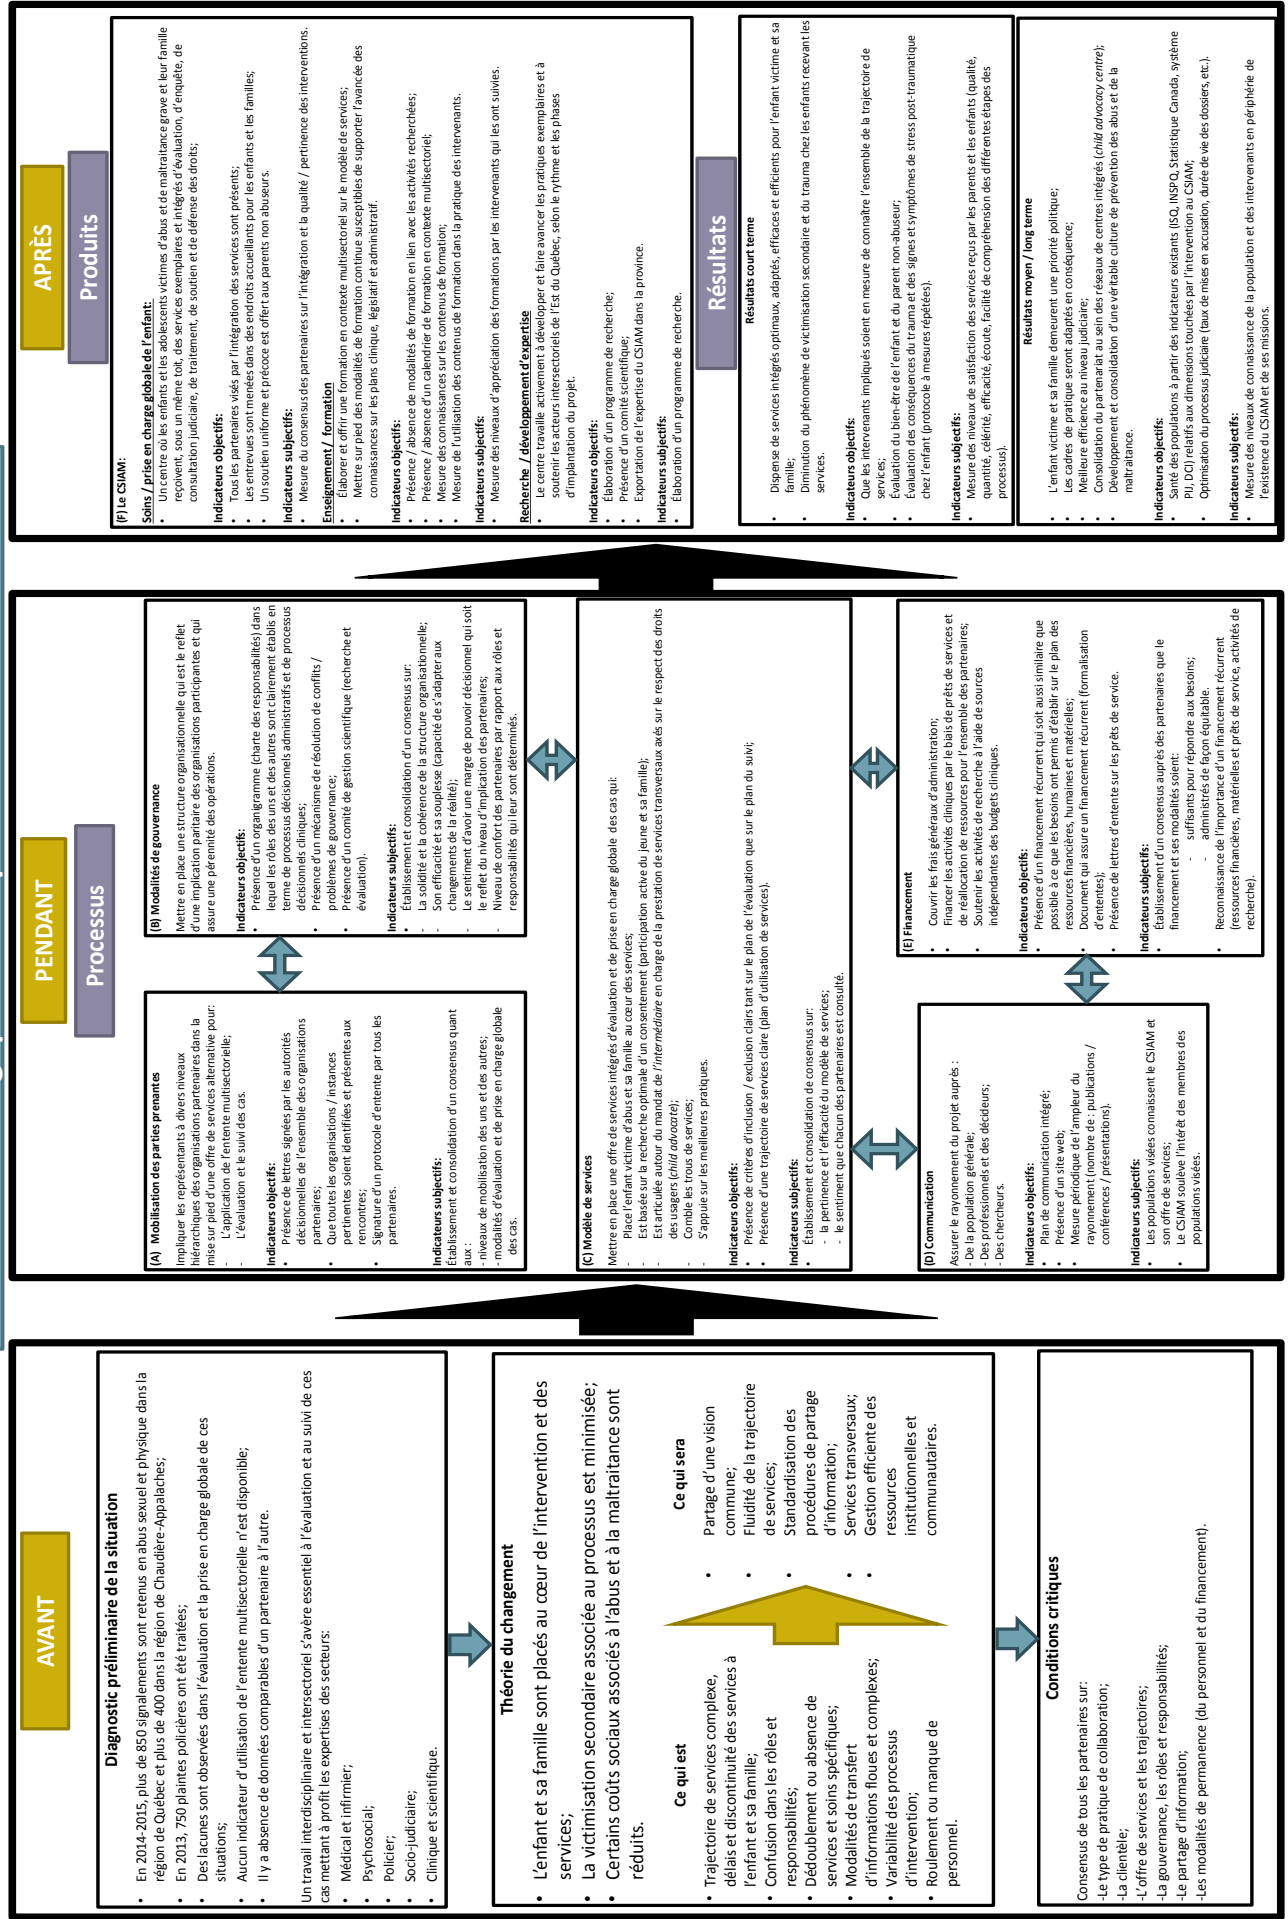 AVANT
Diagnostic préliminaire de la situation
• En 2014-2015, plus de 850 signalements sont retenus en abus sexuel et physique dans la
région de Québec et plus de 400 dans la région de Chaudière-Appalaches;
• En 2013, 750 plaintes policières ont été traitées;
• Des lacunes sont observées dans l'évaluation et la prise en charge globale de ces
situations;
• Aucun indicateur d'utilisation de l'entente multisectorielle n'est disponible;
• Il y a absence de données comparables d'un partenaire à l'autre.
Un travail interdisciplinaire et intersectoriel s'avère essentiel à l'évaluation et au suivi de ces
cas mettant à profit les expertises des secteurs:
• Médical et infirmier;
• Psychosocial;
• Policier;
• Socio-judiciaire;
• Clinique et scientifique.
Théorie du changement
• L'enfant et sa famille sont placés au cœur de l'intervention et des
services;
• La victimisation secondaire associée au processus est minimisée;
• Certains coûts sociaux associés à l'abus et à la maltraitance sont
réduits.
Ce qui est
• Trajectoire de services complexe,
délais et discontinuité des services à
l'enfant et sa famille;
• Confusion dans les rôles et
responsabilités;
• Dédoublement ou absence de
services et soins spécifiques;
• Modalités de transfert
d'informations floues et complexes;
• Variabilité des processus
d'intervention;
• Roulement ou manque de
personnel.
Ce qui sera
• Partage d'une vision
commune;
• Fluidité de la trajectoire
de services;
• Standardisation des
procédures de partage
d'information;
• Services transversaux;
• Gestion efficiente des
ressources
institutionnelles et
communautaires.
Conditions critiques
Consensus de tous les partenaires sur:
-Le type de pratique de collaboration;
-La clientèle;
-L'offre de services et les trajectoires;
-La gouvernance, les rôles et responsabilités;
-Le partage d'information;
-Les modalités de permanence (du personnel et du financement).
PENDANT
Processus
(A) Mobilisation des parties prenantes
Impliquer les représentants à divers niveaux
hiérarchiques des organisations partenaires dans la
mise sur pied d'une offre de services alternative pour:
- L'application de l'entente multisectorielle;
- L'évaluation et le suivi des cas.
Indicateurs objectifs:
• Présence de lettres signées par les autorités
décisionnelles de l'ensemble des organisations
partenaires;
• Que toutes les organisations / instances
pertinentes soient identifiées et présentes aux
rencontres;
• Signature d'un protocole d'entente par tous les
partenaires.
Indicateurs subjectifs:
Établissement et consolidation d'un consensus quant
aux :
- niveaux de mobilisation des uns et des autres;
- modalités d'évaluation et de prise en charge globale
des cas.
(B) Modalités de gouvernance
Mettre en place une structure organisationnelle qui est le reflet
d'une implication paritaire des organisations participantes et qui
assure une pérennité des opérations.
Indicateurs objectifs:
• Présence d'un organigramme (charte des responsabilités) dans
lequel les rôles des uns et des autres sont clairement établis en
terme de processus décisionnels administratifs et de processus
décisionnels cliniques;
• Présence d'un mécanisme de résolution de conflits /
problèmes de gouvernance;
• Présence d'un comité de gestion scientifique (recherche et
évaluation).
Indicateurs subjectifs:
• Établissement et consolidation d'un consensus sur:
- La solidité et la cohérence de la structure organisationnelle;
- Son efficacité et sa souplesse (capacité de s'adapter aux
changements de la réalité);
- Le sentiment d'avoir une marge de pouvoir décisionnel qui soit
le reflet du niveau d'implication des partenaires;
- Niveau de confort des partenaires par rapport aux rôles et
responsabilités qui leur sont déterminés.
(C) Modèle de services
Mettre en place une offre de services intégrés d'évaluation et de prise en charge globale des cas qui:
- Place l'enfant victime d'abus et sa famille au cœur des services;
- Est basée sur la recherche optimale d'un consentement (participation active du jeune et sa famille);
- Est articulée autour du mandat de l'intermédiaire en charge de la prestation de services transversaux axés sur le respect des droits
des usagers (child advocate);
- Comble les trous de services;
- S'appuie sur les meilleures pratiques.
Indicateurs objectifs:
• Présence de critères d'inclusion / exclusion clairs tant sur le plan de l'évaluation que sur le plan du suivi;
• Présence d'une trajectoire de services claire (plan d'utilisation de services).
Indicateurs subjectifs:
• Établissement et consolidation de consensus sur:
- la pertinence et l'efficacité du modèle de services;
- le sentiment que chacun des partenaires est consulté.
(D) Communication
Assurer le rayonnement du projet auprès :
- De la population générale;
- Des professionnels et des décideurs;
- Des chercheurs.
Indicateurs objectifs:
• Plan de communication intégré;
• Présence d'un site web;
• Mesure périodique de l'ampleur du
rayonnement (nombre de : publications /
conférences / présentations).
Indicateurs subjectifs:
• Les populations visées connaissent le CSIAM et
son offre de services;
• Le CSIAM soulève l'intérêt des membres des
populations visées.
(E) Financement
• Couvrir les frais généraux d'administration;
• Financer les activités cliniques par le biais de prêts de services et
de réallocation de ressources pour l'ensemble des partenaires;
• Soutenir les activités de recherche à l'aide de sources
indépendantes des budgets cliniques.
Indicateurs objectifs:
• Présence d'un financement récurrent qui soit aussi similaire que
possible à ce que les besoins ont permis d'établir sur le plan des
ressources financières, humaines et matérielles;
• Document qui assure un financement récurrent (formalisation
d'ententes);
• Présence de lettres d'entente sur les prêts de service.
Indicateurs subjectifs:
• Établissement d'un consensus auprès des partenaires que le
financement et ses modalités soient:
- suffisants pour répondre aux besoins;
- administrés de façon équitable.
• Reconnaissance de l'importance d'un financement récurrent
(ressources financières, matérielles et prêts de service, activités de
recherche).
APRÈS
Produits
(F) Le CSIAM:
Soins / prise en charge globale de l'enfant:
• Un centre où les enfants et les adolescents victimes d'abus et de maltraitance grave et leur famille
reçoivent, sous un même toit, des services exemplaires et intégrés d'évaluation, d'enquête, de
consultation judiciaire, de traitement, de soutien et de défense des droits;
Indicateurs objectifs:
• Tous les partenaires visés par l'intégration des services sont présents;
• Les entrevues sont menées dans des endroits accueillants pour les enfants et les familles;
• Un soutien uniforme et précoce est offert aux parents non abuseurs.
Indicateurs subjectifs:
• Mesure du consensus des partenaires sur l'intégration et la qualité / pertinence des interventions.
Enseignement / formation
• Élaborer et offrir une formation en contexte multisectoriel sur le modèle de services;
• Mettre sur pied des modalités de formation continue susceptibles de supporter l'avancée des
connaissances sur les plans clinique, législatif et administratif.
Indicateurs objectifs:
• Présence / absence de modalités de formation en lien avec les activités recherchées;
• Présence / absence d'un calendrier de formation en contexte multisectoriel;
• Mesure des connaissances sur les contenus de formation;
• Mesure de l'utilisation des contenus de formation dans la pratique des intervenants.
Indicateurs subjectifs:
• Mesure des niveaux d'appréciation des formations par les intervenants qui les ont suivies.
Recherche / développement d'expertise
• Le centre travaille activement à développer et faire avancer les pratiques exemplaires et à
soutenir les acteurs intersectoriels de l'Est du Québec, selon le rythme et les phases
d'implantation du projet.
Indicateurs objectifs:
• Élaboration d'un programme de recherche;
• Présence d'un comité scientifique;
• Exportation de l'expertise du CSIAM dans la province.
Indicateurs subjectifs:
• Élaboration d'un programme de recherche.
Résultats
Résultats court terme
• Dispense de services intégrés optimaux, adaptés, efficaces et efficients pour l'enfant victime et sa
famille;
• Diminution du phénomène de victimisation secondaire et du trauma chez les enfants recevant les
services.
Indicateurs objectifs:
• Que les intervenants impliqués soient en mesure de connaître l'ensemble de la trajectoire de
services;
• Évaluation du bien-être de l'enfant et du parent non-abuseur;
• Évaluation des conséquences du trauma et des signes et symptômes de stress post-traumatique
chez l'enfant (protocole à mesures répétées).
Indicateurs subjectifs:
• Mesure des niveaux de satisfaction des services reçus par les parents et les enfants (qualité,
quantité, célérité, efficacité, écoute, facilité de compréhension des différentes étapes des
processus).
Résultats moyen / long terme
• L'enfant victime et sa famille demeurent une priorité politique;
• Les cadres de pratique seront adaptés en conséquence;
• Meilleure efficience au niveau judiciaire;
• Consolidation du partenariat au sein des réseaux de centres intégrés (child advocacy centre);
• Développement et consolidation d'une véritable culture de prévention des abus et de la
maltraitance.
Indicateurs objectifs:
• Santé des populations à partir des indicateurs existants (ISQ, INSPQ, Statistique Canada, système
PIJ, DCI) relatifs aux dimensions touchées par l'intervention au CSIAM;
• Optimisation du processus judiciaire (taux de mises en accusation, durée de vie des dossiers, etc.).
Indicateurs subjectifs:
• Mesure des niveaux de connaissance de la population et des intervenants en périphérie de
l'existence du CSIAM et de ses missions.